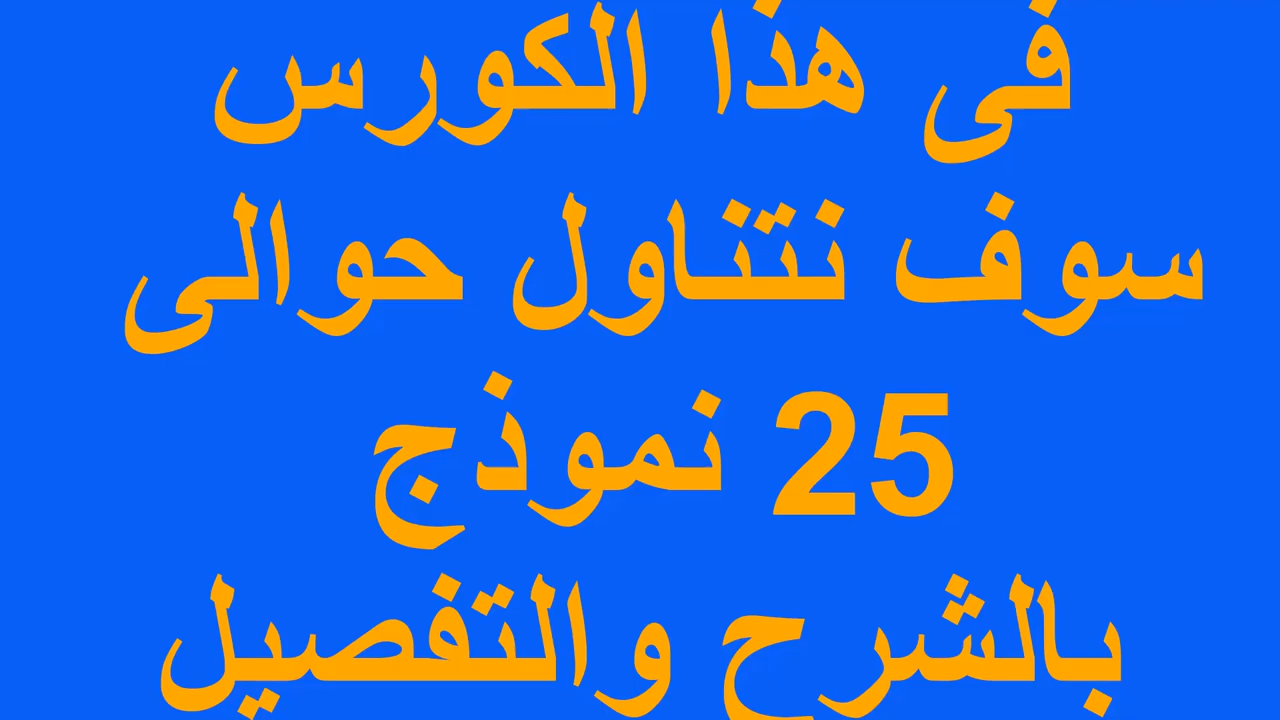 فى هذا الكورس
سوف نتناول حوالى
25 نموذج
بالشرح والتفصيل